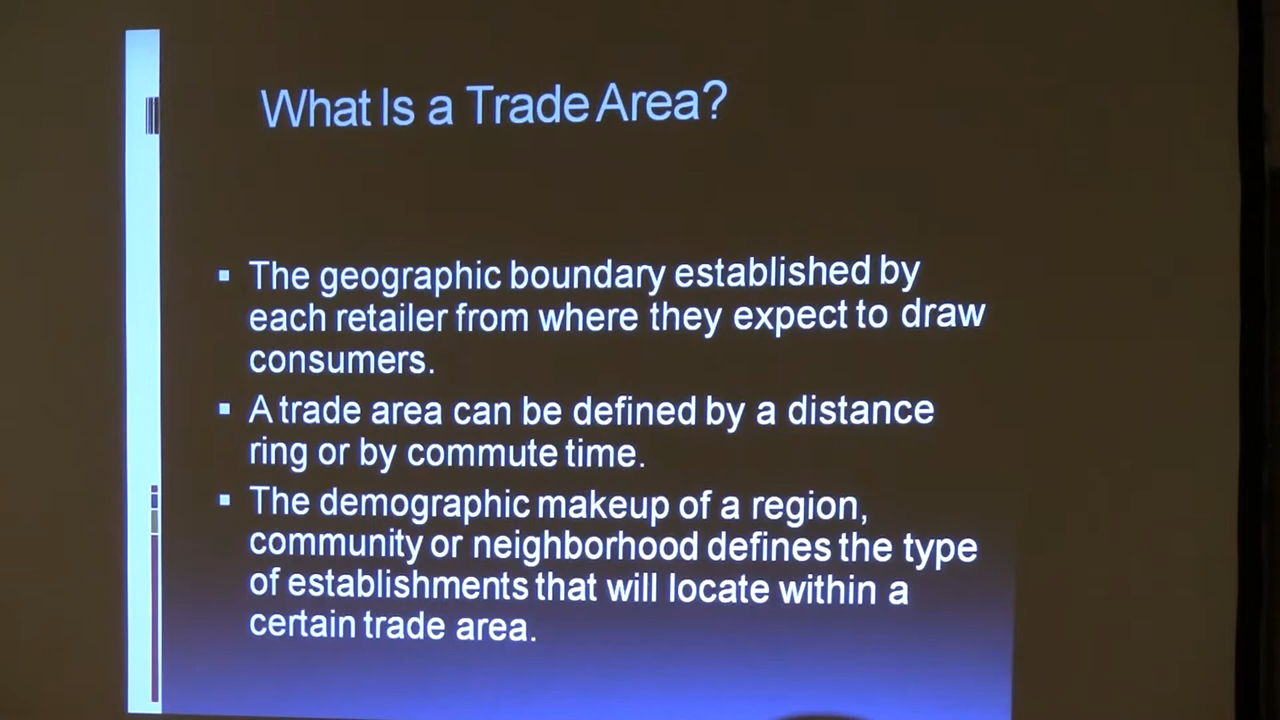 What Is a Trade Area?
▪ The geographic boundary established by
each retailer from where they expect to draw
consumers.
▪ A trade area can be defined by a distance
ring or by commute time.
▪ The demographic makeup of a region,
community or neighborhood defines the type
of establishments that will locate within a
certain trade area.